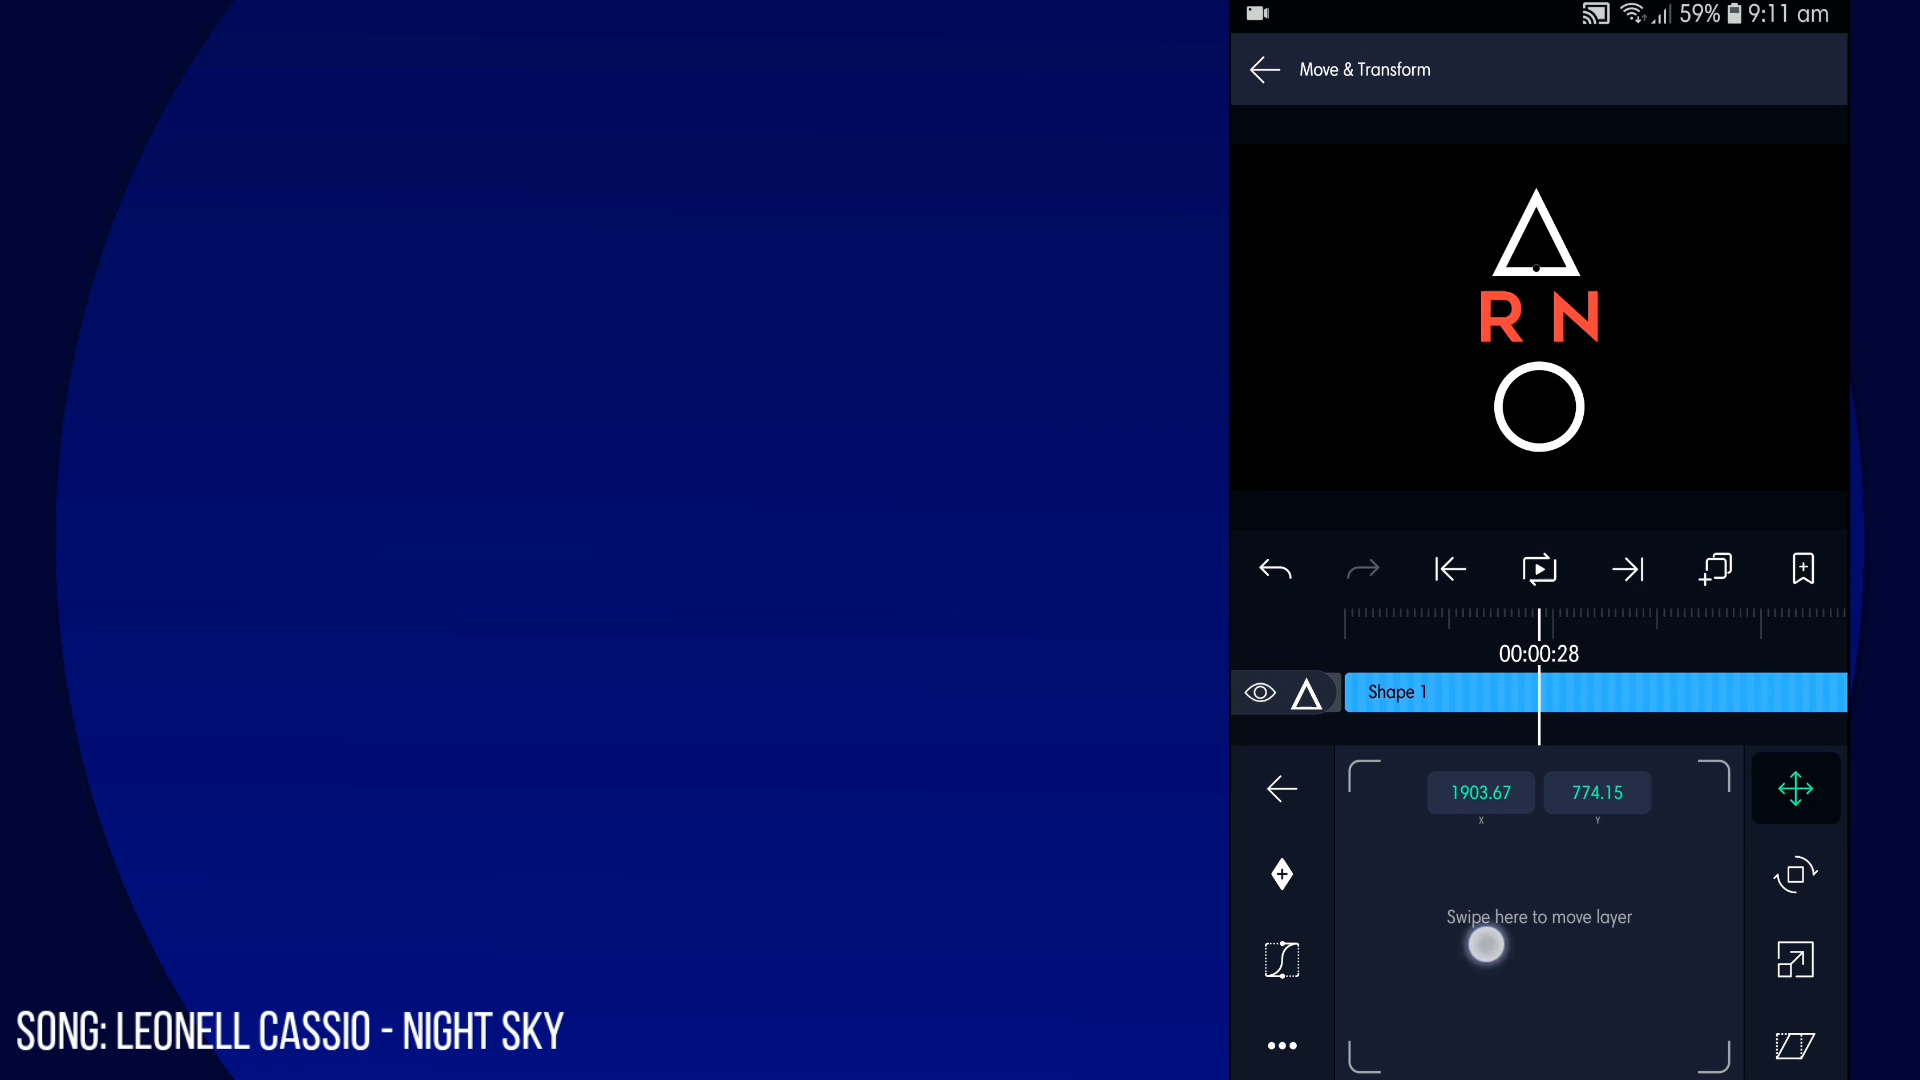 59% 9:11 am
Move & Transform
R N
00:00:28
Shape 1
1903.67 774.15
X Y
Swipe here to move layer
SONG: LEONELL CASSIO - NIGHT SKY